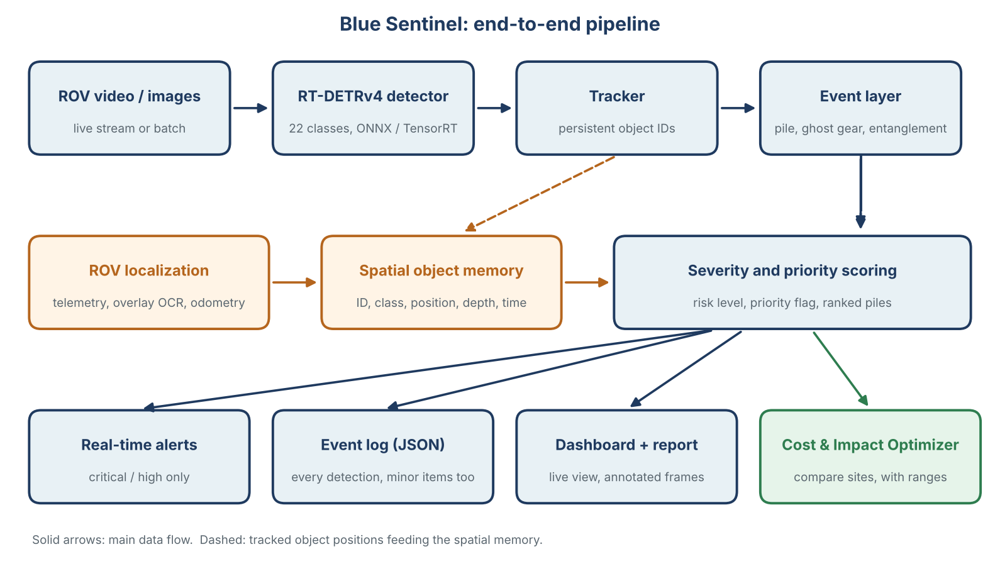 Blue Sentinel: end-to-end pipeline
ROV video / images
live stream or batch
RT-DETRv4 detector
22 classes, ONNX / TensorRT
Tracker
persistent object IDs
Event layer
pile, ghost gear, entanglement
ROV localization
telemetry, overlay OCR, odometry
Spatial object memory
ID, class, position, depth, time
Severity and priority scoring
risk level, priority flag, ranked piles
Real-time alerts
critical / high only
Event log (JSON)
every detection, minor items too
Dashboard + report
live view, annotated frames
Cost & Impact Optimizer
compare sites, with ranges
Solid arrows: main data flow.  Dashed: tracked object positions feeding the spatial memory.